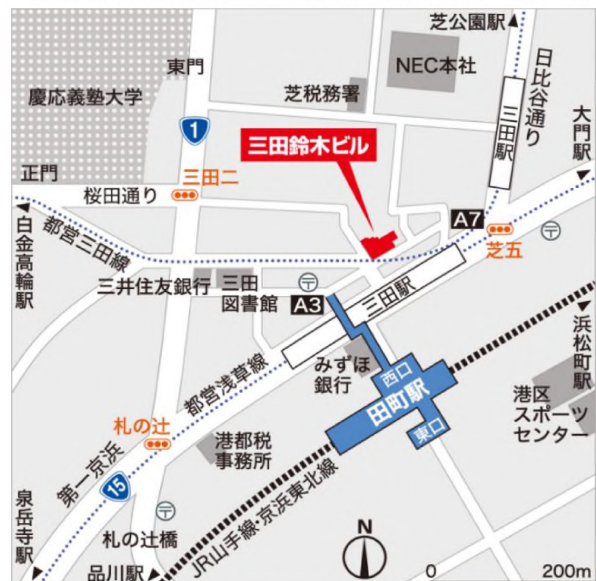 芝公園駅
日比谷通り
東門
NEC本社
慶応義塾大学
芝税務署
三田駅
大門駅
1
三田鈴木ビル
正門
桜田通り
三田二
A7
芝五
〒
白金高輪駅
都営三田線
三井住友銀行
三田
図書館
〒
A3
三田駅
浜松町駅
みずほ
銀行
西口
田町駅
東口
港区
スポーツ
センター
都営浅草線
札の辻
港都税
事務所
第一京浜
15
〒
札の辻橋
JR山手線・京浜東北線
泉岳寺駅
品川駅
N
0
200m